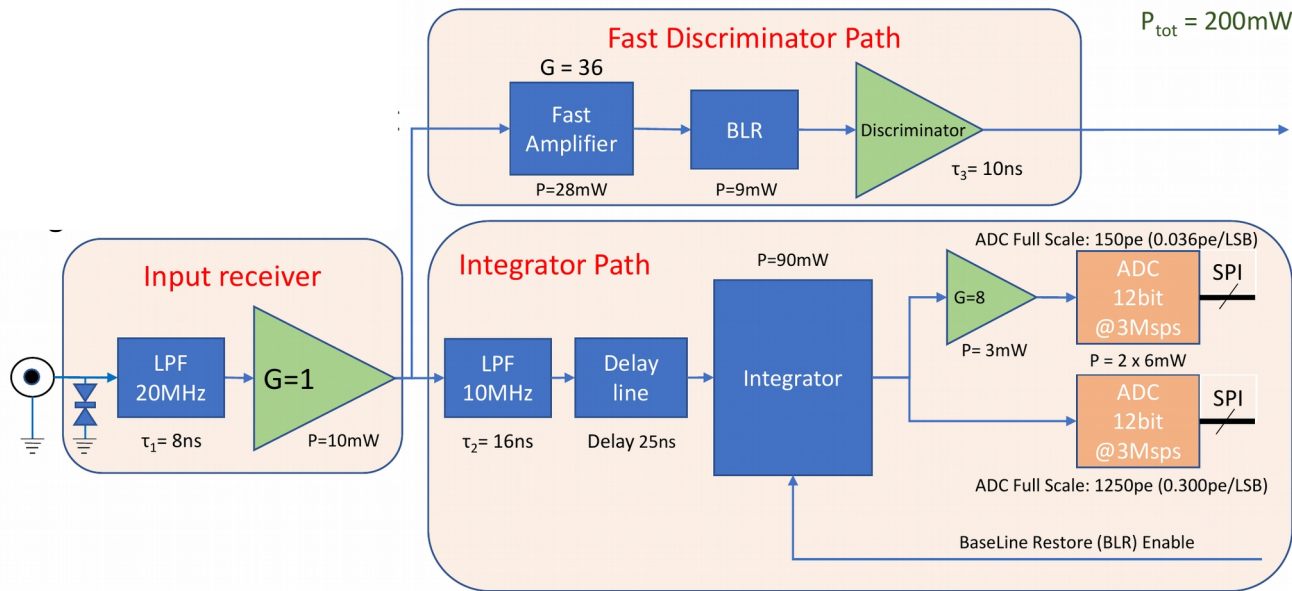 P_tot = 200mW
Fast Discriminator Path
G = 36
Fast
Amplifier
P=28mW
BLR
P=9mW
Discriminator
τ₃= 10ns
Input receiver
LPF
20MHz
τ₁= 8ns
G=1
P=10mW
Integrator Path
LPF
10MHz
τ₂= 16ns
Delay
line
Delay 25ns
P=90mW
Integrator
G=8
P= 3mW
ADC Full Scale: 150pe (0.036pe/LSB)
ADC
12bit
@3Msps
SPI
P = 2 x 6mW
ADC
12bit
@3Msps
SPI
ADC Full Scale: 1250pe (0.300pe/LSB)
BaseLine Restore (BLR) Enable